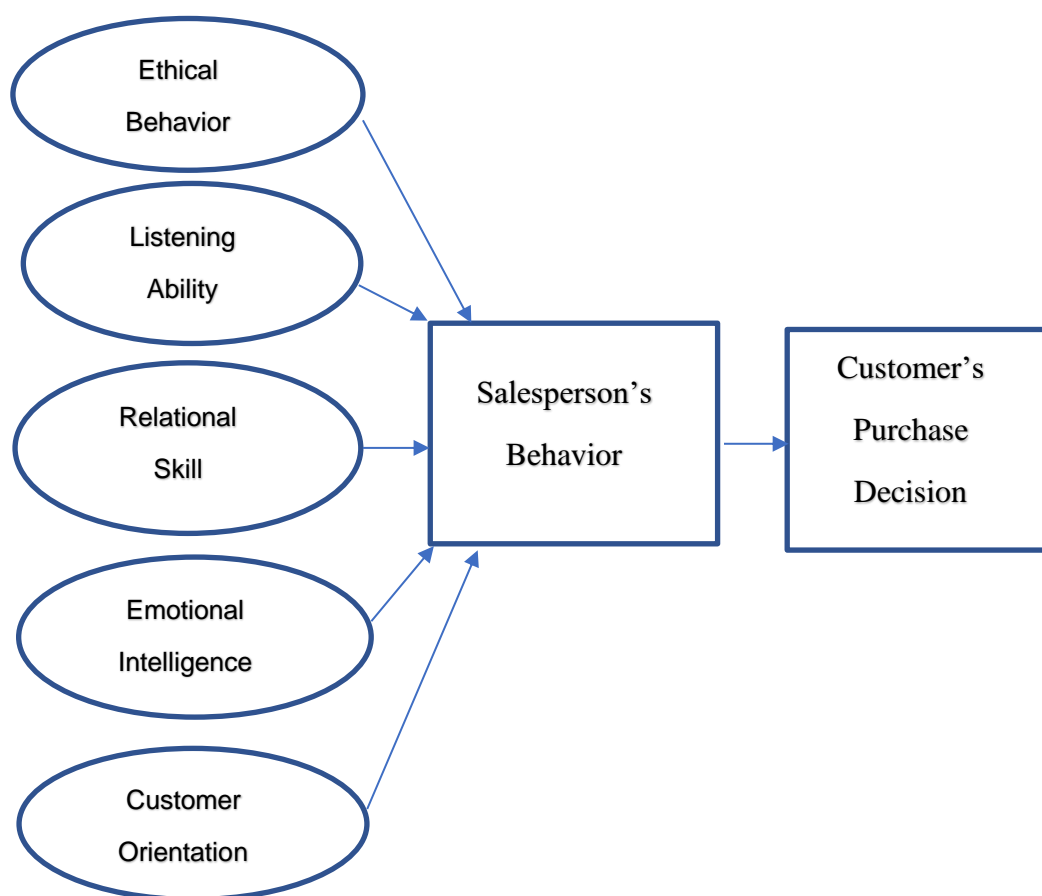 Ethical
Behavior
Listening
Ability
Relational
Skill
Emotional
Intelligence
Customer
Orientation
Salesperson’s
Behavior
Customer’s
Purchase
Decision